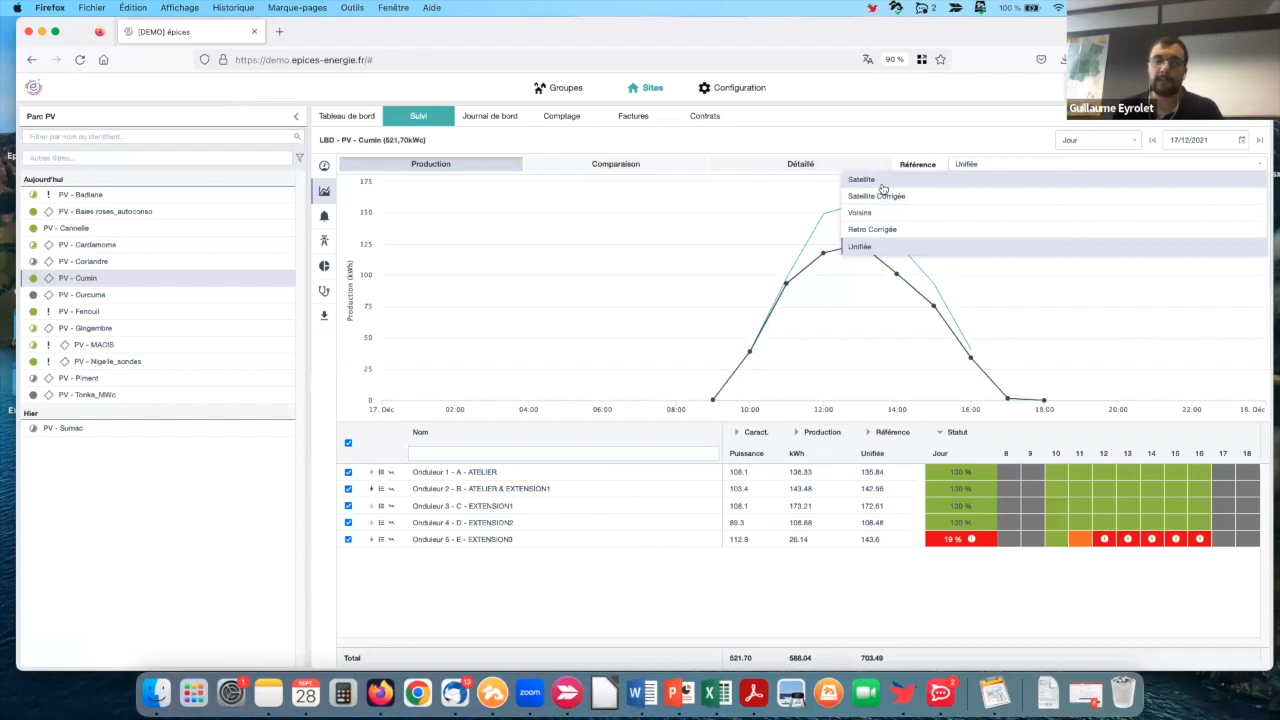 Firefox Fichier Édition Affichage Historique Marque-pages Outils Fenêtre Aide 2 100 %
[DEMO] épices
https://demo.epices-energie.fr/# 90 %
Groupes Sites Configuration
Guillaume Eyrolet
Parc PV Tableau de bord Suivi Journal de bord Comptage Factures Contrats
Filtrer par nom ou identifiant...
LBD - PV - Cumin (521,70kWc) Jour 17/12/2021
Autres filtres...
Production Comparaison Détaillé Référence Unifiée
Aujourd'hui
PV - Badiane
PV - Baies roses_autoconso
PV - Cannelle
PV - Cardamome
PV - Coriandre
PV - Cumin
PV - Curcuma
PV - Fenouil
PV - Gingembre
PV - MACIS
PV - Nigelle_sondes
PV - Piment
PV - Tonka_MWc
Hier
PV - Sumac
Satellite
Satellite Corrigée
Voisins
Retro Corrigée
Unifiée
Production (kWh)
175
150
125
100
75
50
25
0
17. Déc 02:00 04:00 06:00 08:00 10:00 12:00 14:00 16:00 18:00 20:00 22:00 18. Déc
Nom Caract. Production Référence Statut
Puissance kWh Unifiée Jour 8 9 10 11 12 13 14 15 16 17 18
Onduleur 1 - A - ATELIER 108.1 136.33 135.84 100 %
Onduleur 2 - B - ATELIER & EXTENSION1 103.4 143.48 142.96 100 %
Onduleur 3 - C - EXTENSION1 108.1 173.21 172.61 100 %
Onduleur 4 - D - EXTENSION2 89.3 108.88 108.48 100 %
Onduleur 5 - E - EXTENSION3 112.8 26.14 143.6 19 %
Total 521.70 588.04 703.49
SEPT. 28 1 3 zoom W P X 2